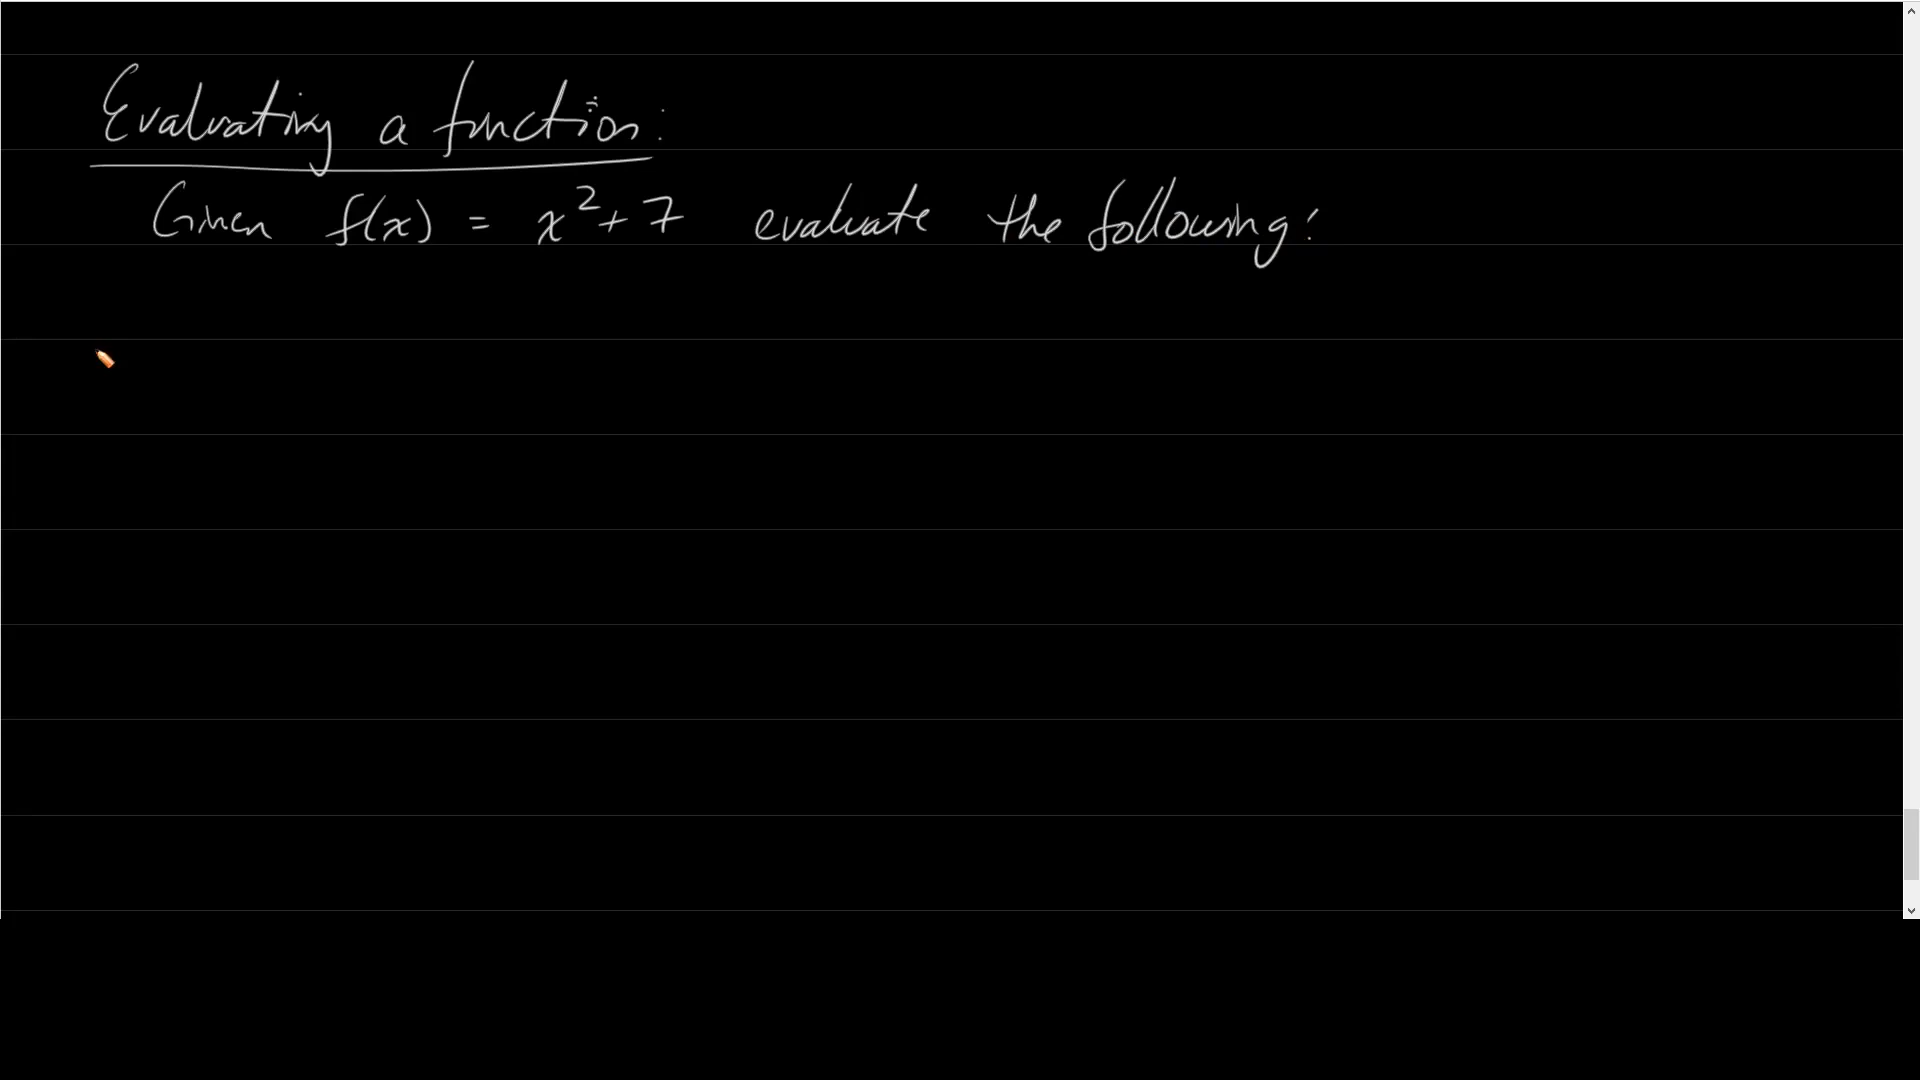 Evaluating a function:
Given f(x) = x² + 7 evaluate the following: